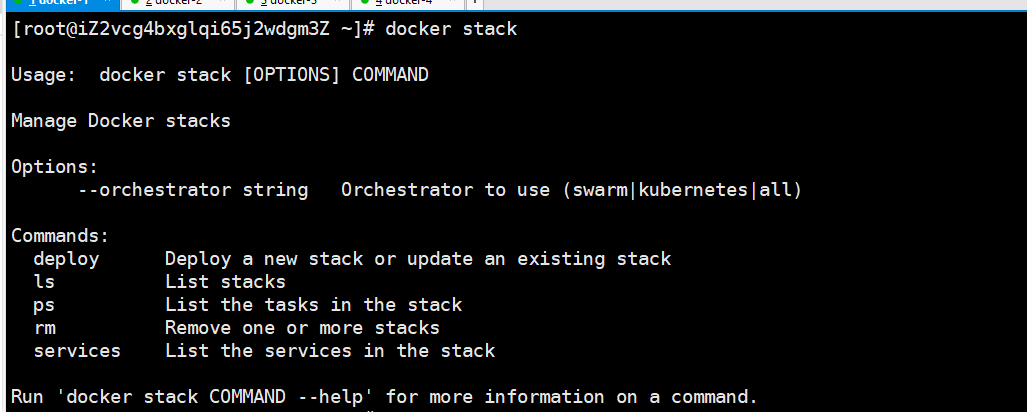 1 docker-1 2 docker-2 3 docker-3 4 docker-4
[root@iZ2vcg4bxglqi65j2wdgm3Z ~]# docker stack
Usage:  docker stack [OPTIONS] COMMAND
Manage Docker stacks
Options:
      --orchestrator string   Orchestrator to use (swarm|kubernetes|all)
Commands:
  deploy      Deploy a new stack or update an existing stack
  ls          List stacks
  ps          List the tasks in the stack
  rm          Remove one or more stacks
  services    List the services in the stack
Run 'docker stack COMMAND --help' for more information on a command.